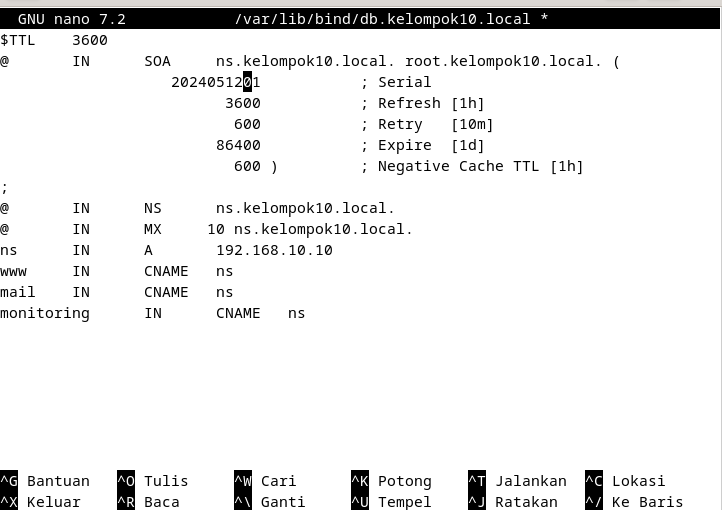 GNU nano 7.2 /var/lib/bind/db.kelompok10.local *
$TTL 3600
@ IN SOA ns.kelompok10.local. root.kelompok10.local. (
2024051201 ; Serial
3600 ; Refresh [1h]
600 ; Retry [10m]
86400 ; Expire [1d]
600 ) ; Negative Cache TTL [1h]
;
@ IN NS ns.kelompok10.local.
@ IN MX 10 ns.kelompok10.local.
ns IN A 192.168.10.10
www IN CNAME ns
mail IN CNAME ns
monitoring IN CNAME ns
^G Bantuan ^O Tulis ^W Cari ^K Potong ^T Jalankan ^C Lokasi
^X Keluar ^R Baca ^\ Ganti ^U Tempel ^J Ratakan ^/ Ke Baris